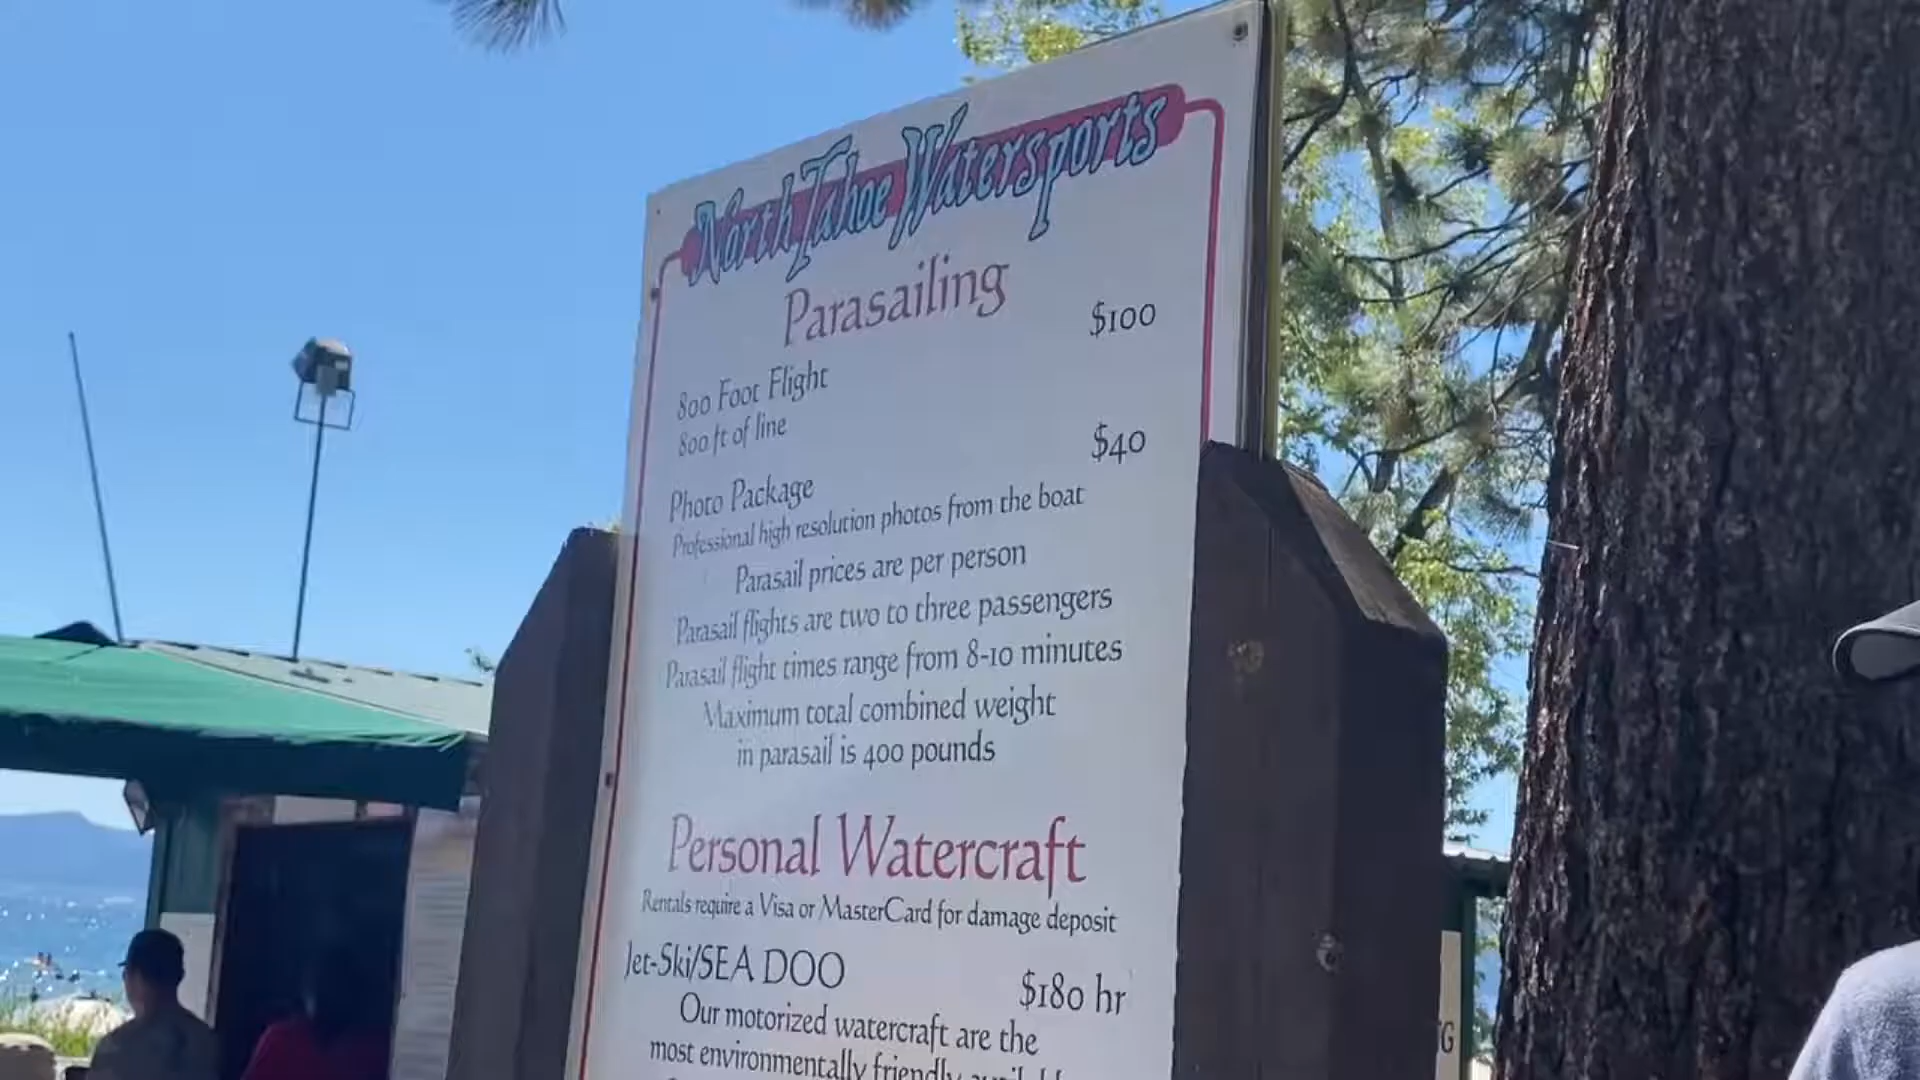 North Tahoe Watersports
Parasailing
$100
800 Foot Flight
800 ft of line
$40
Photo Package
Professional high resolution photos from the boat
Parasail prices are per person
Parasail flights are two to three passengers
Parasail flight times range from 8-10 minutes
Maximum total combined weight
in parasail is 400 pounds
Personal Watercraft
Rentals require a Visa or MasterCard for damage deposit
Jet-Ski/SEA DOO $180 hr
Our motorized watercraft are the
most environmentally friendly